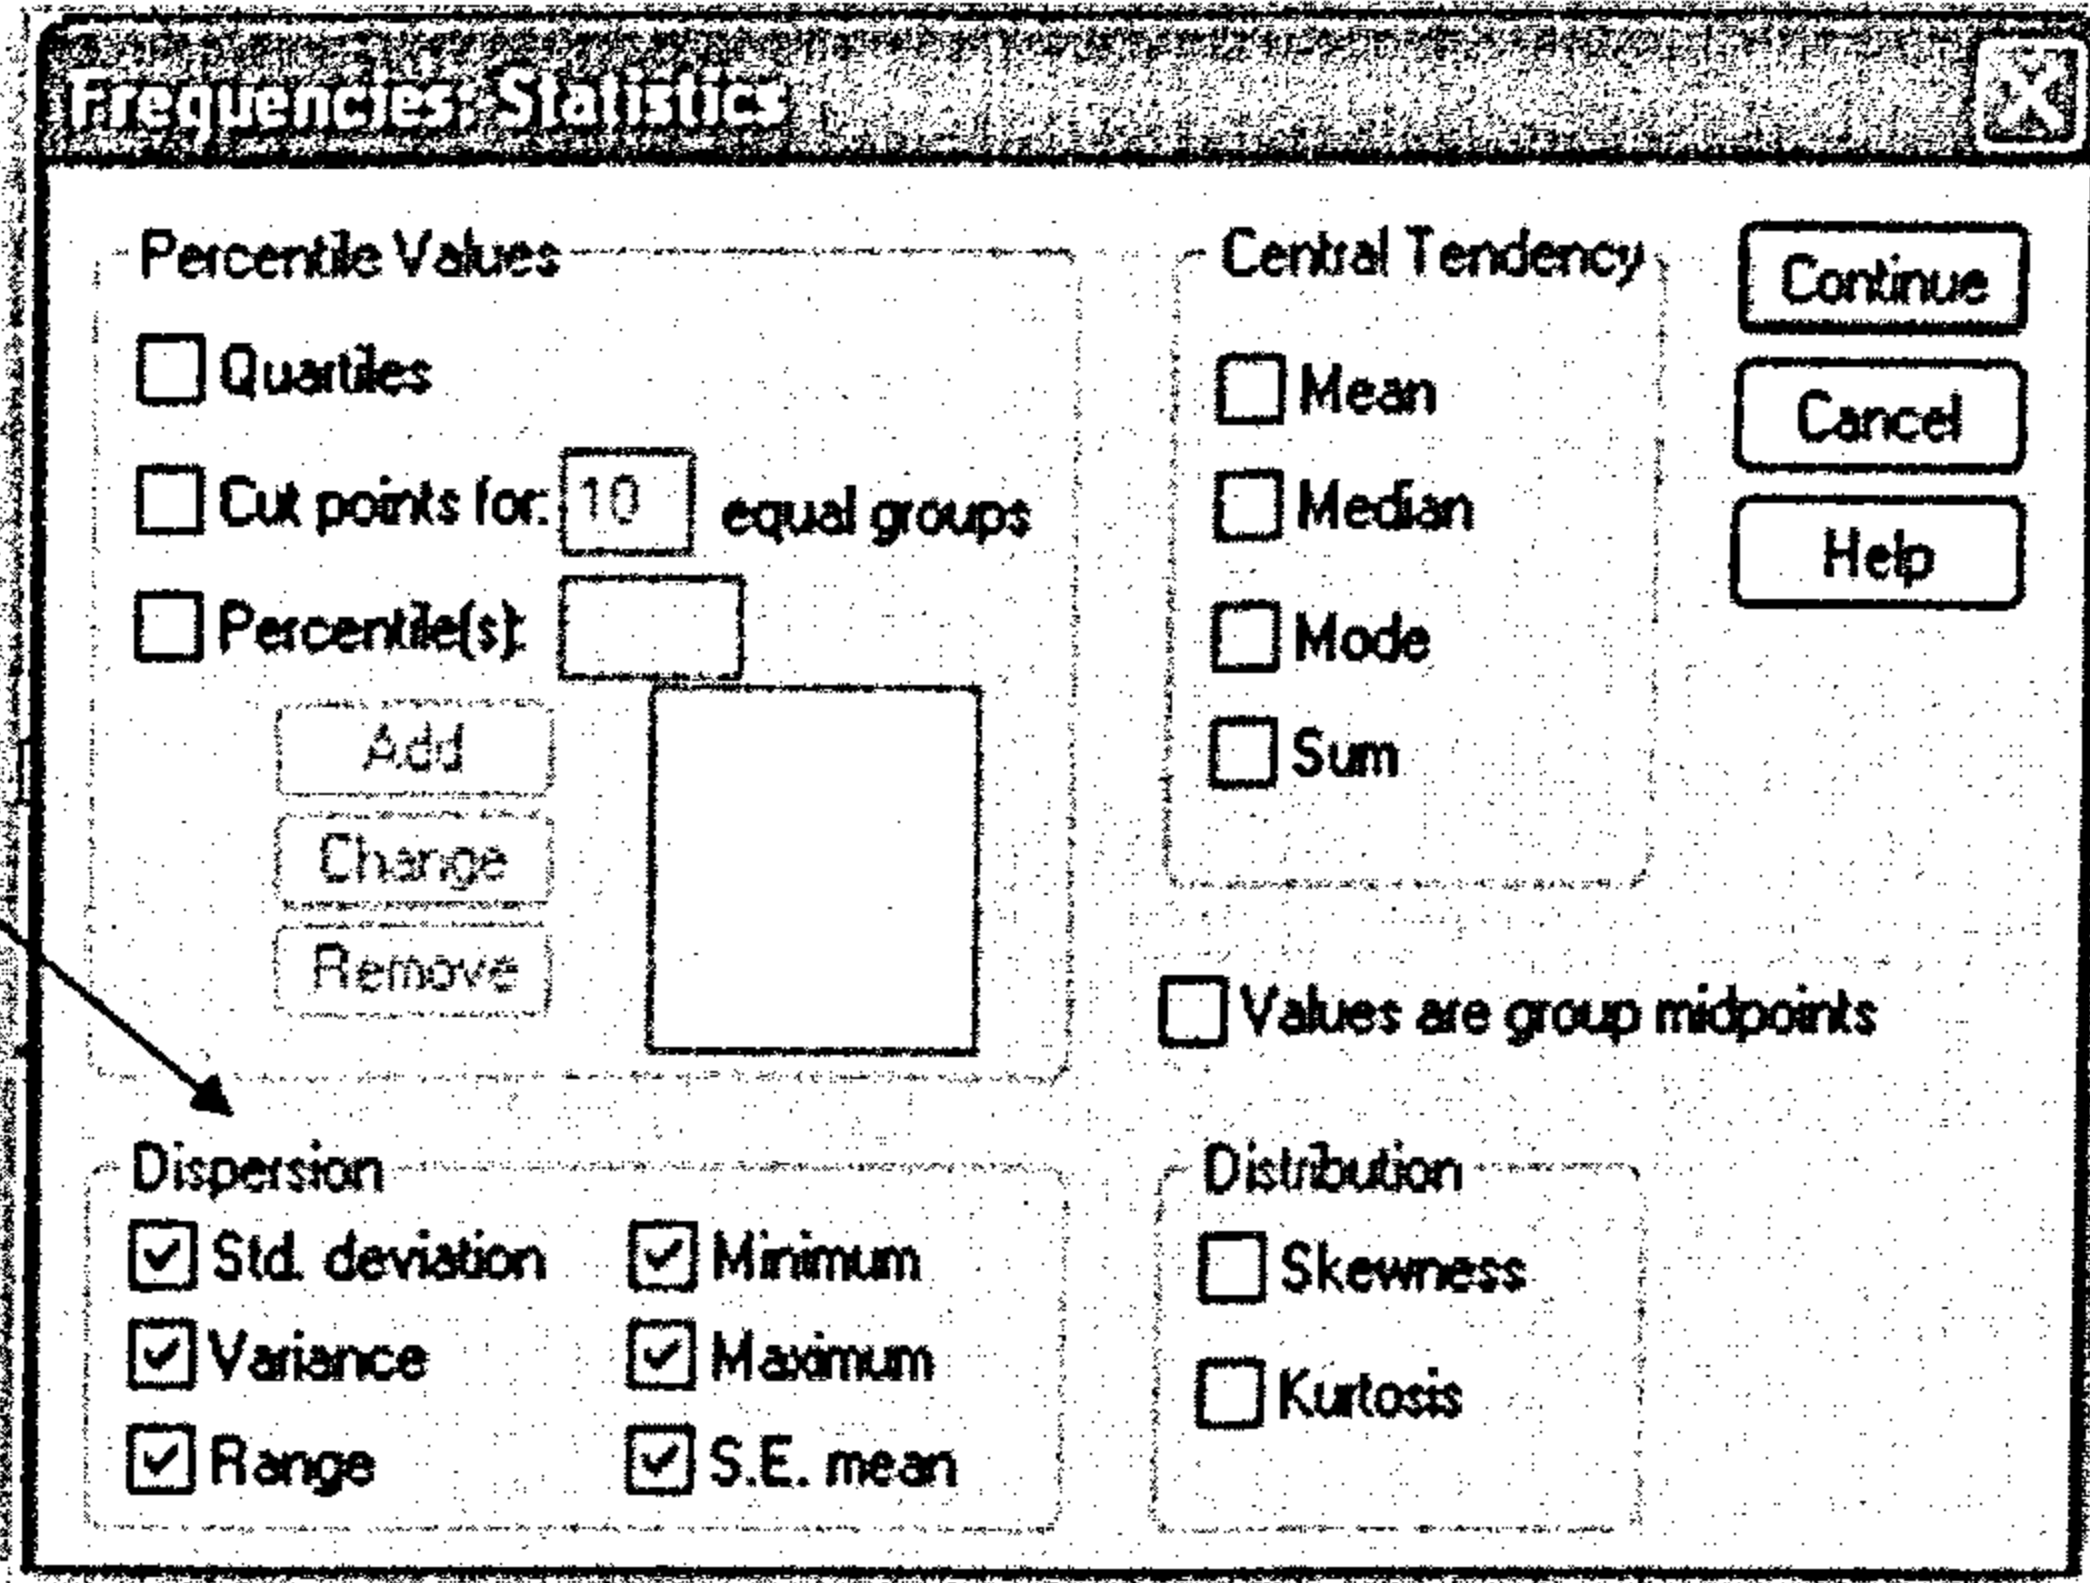 Frequencies: Statistics
Percentile Values
Quartiles
Cut points for: 10 equal groups
Percentile(s):
Add
Change
Remove
Central Tendency
Mean
Median
Mode
Sum
Continue
Cancel
Help
Values are group midpoints
Dispersion
Std. deviation
Minimum
Variance
Maximum
Range
S.E. mean
Distribution
Skewness
Kurtosis